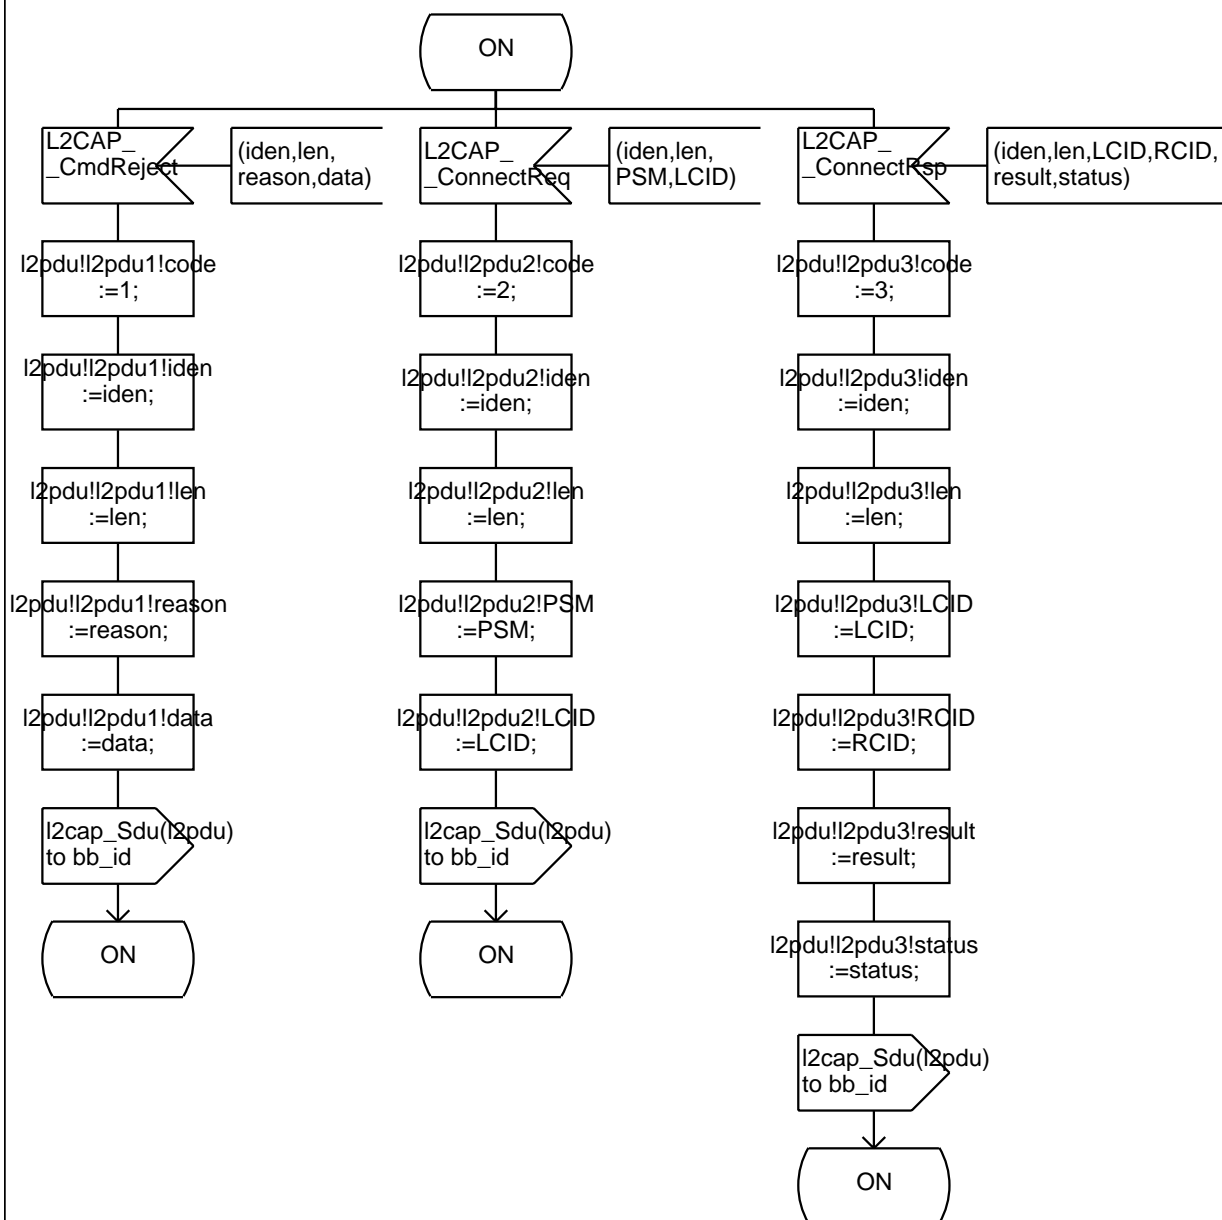 ON
L2CAP_
_CmdReject
(iden,len,
reason,data)
l2pdu!l2pdu1!code
:=1;
l2pdu!l2pdu1!iden
:=iden;
l2pdu!l2pdu1!len
:=len;
l2pdu!l2pdu1!reason
:=reason;
l2pdu!l2pdu1!data
:=data;
l2cap_Sdu(l2pdu)
to bb_id
ON
L2CAP_
_ConnectReq
(iden,len,
PSM,LCID)
l2pdu!l2pdu2!code
:=2;
l2pdu!l2pdu2!iden
:=iden;
l2pdu!l2pdu2!len
:=len;
l2pdu!l2pdu2!PSM
:=PSM;
l2pdu!l2pdu2!LCID
:=LCID;
l2cap_Sdu(l2pdu)
to bb_id
ON
L2CAP_
_ConnectRsp
(iden,len,LCID,RCID,
result,status)
l2pdu!l2pdu3!code
:=3;
l2pdu!l2pdu3!iden
:=iden;
l2pdu!l2pdu3!len
:=len;
l2pdu!l2pdu3!LCID
:=LCID;
l2pdu!l2pdu3!RCID
:=RCID;
l2pdu!l2pdu3!result
:=result;
l2pdu!l2pdu3!status
:=status;
l2cap_Sdu(l2pdu)
to bb_id
ON